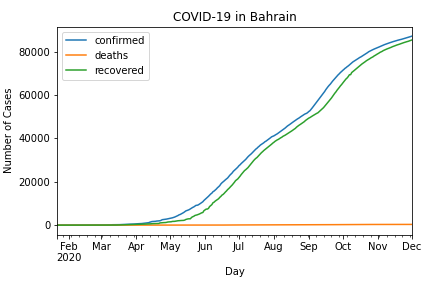 COVID-19 in Bahrain
confirmed
deaths
recovered
Number of Cases
80000
60000
40000
20000
0
Feb Mar Apr May Jun Jul Aug Sep Oct Nov Dec
2020
Day